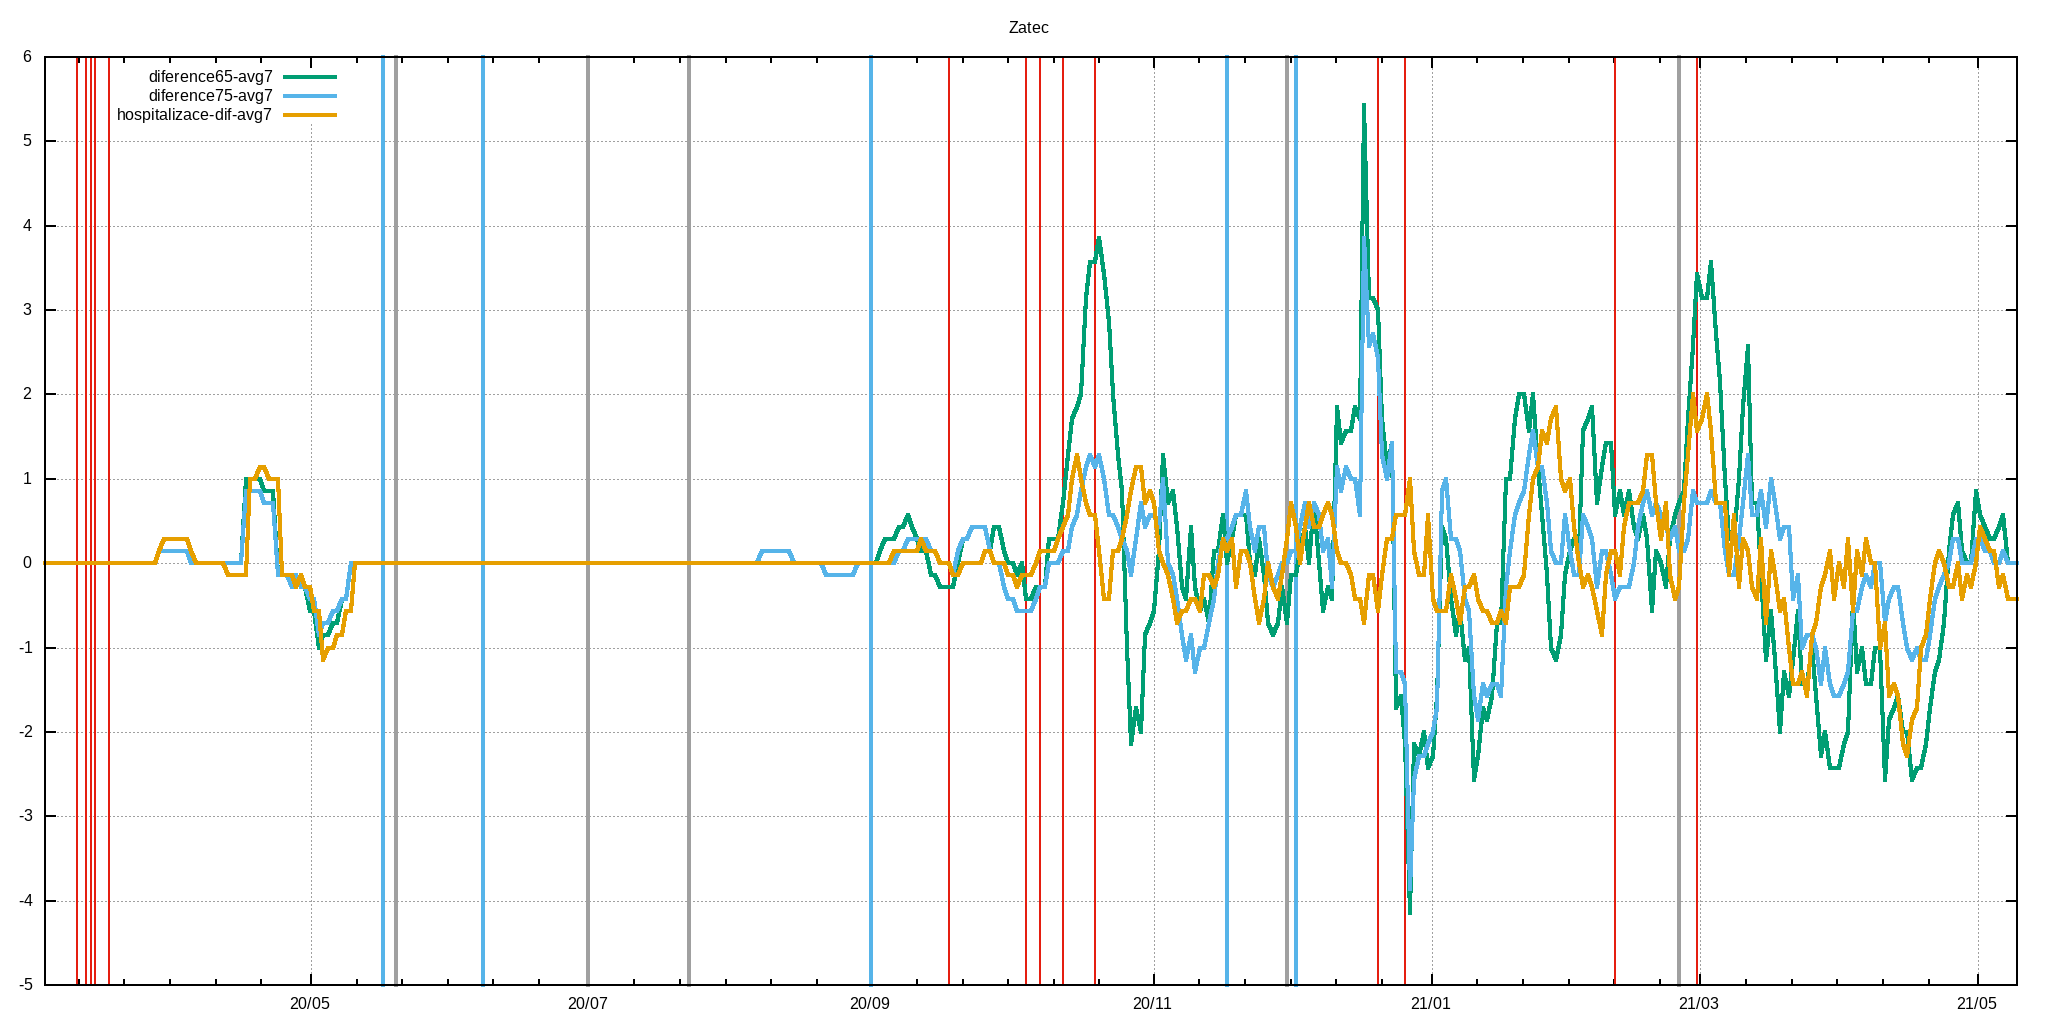 Zatec
diference65-avg7
diference75-avg7
hospitalizace-dif-avg7
6
5
4
3
2
1
0
-1
-2
-3
-4
-5
20/05 20/07 20/09 20/11 21/01 21/03 21/05